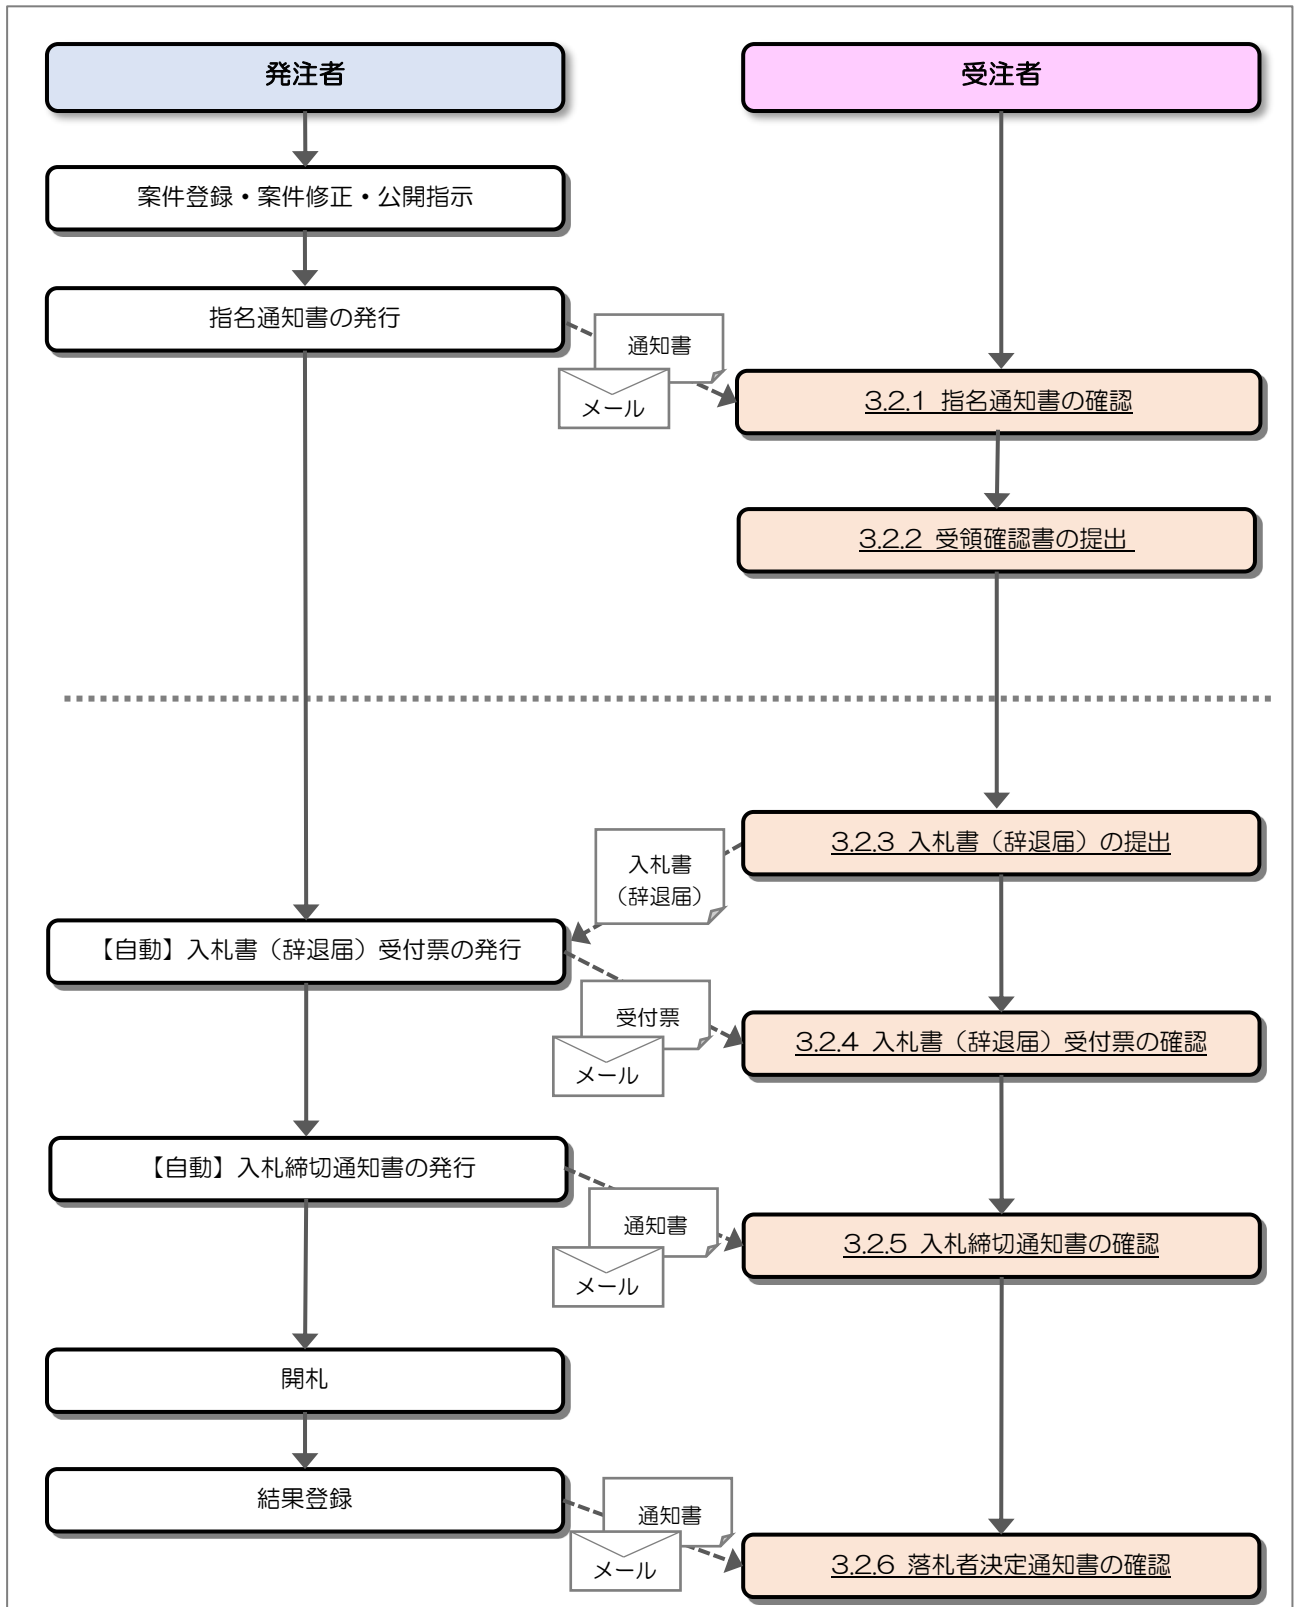 発注者
受注者
案件登録・案件修正・公開指示
指名通知書の発行
通知書
メール
3.2.1 指名通知書の確認
3.2.2 受領確認書の提出
3.2.3 入札書（辞退届）の提出
入札書
（辞退届）
【自動】入札書（辞退届）受付票の発行
受付票
メール
3.2.4 入札書（辞退届）受付票の確認
【自動】入札締切通知書の発行
通知書
メール
3.2.5 入札締切通知書の確認
開札
結果登録
通知書
メール
3.2.6 落札者決定通知書の確認